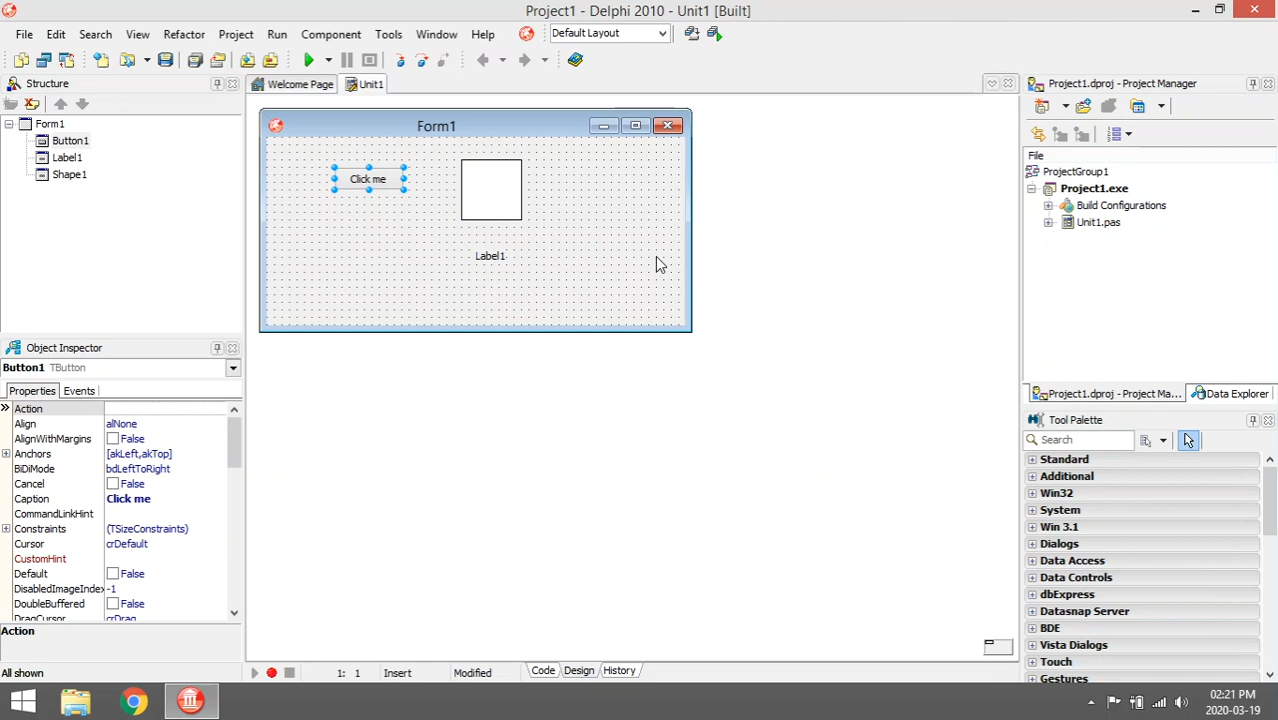 Project1 - Delphi 2010 - Unit1 [Built]
File Edit Search View Refactor Project Run Component Tools Window Help Default Layout
Structure
Form1
Button1
Label1
Shape1
Welcome Page Unit1
Form1
Click me
Label1
Object Inspector
Button1 TButton
Properties Events
Action
Align alNone
AlignWithMargins False
Anchors [akLeft,akTop]
BiDiMode bdLeftToRight
Cancel False
Caption Click me
CommandLinkHint
Constraints (TSizeConstraints)
Cursor crDefault
CustomHint
Default False
DisabledImageIndex -1
DoubleBuffered False
DragCursor crDrag
Action
All shown
1: 1 Insert Modified Code Design History
Project1.dproj - Project Manager
File
ProjectGroup1
Project1.exe
Build Configurations
Unit1.pas
Project1.dproj - Project Ma... Data Explorer
Tool Palette
Search
Standard
Additional
Win32
System
Win 3.1
Dialogs
Data Access
Data Controls
dbExpress
Datasnap Server
BDE
Vista Dialogs
Touch
Gestures
02:21 PM
2020-03-19